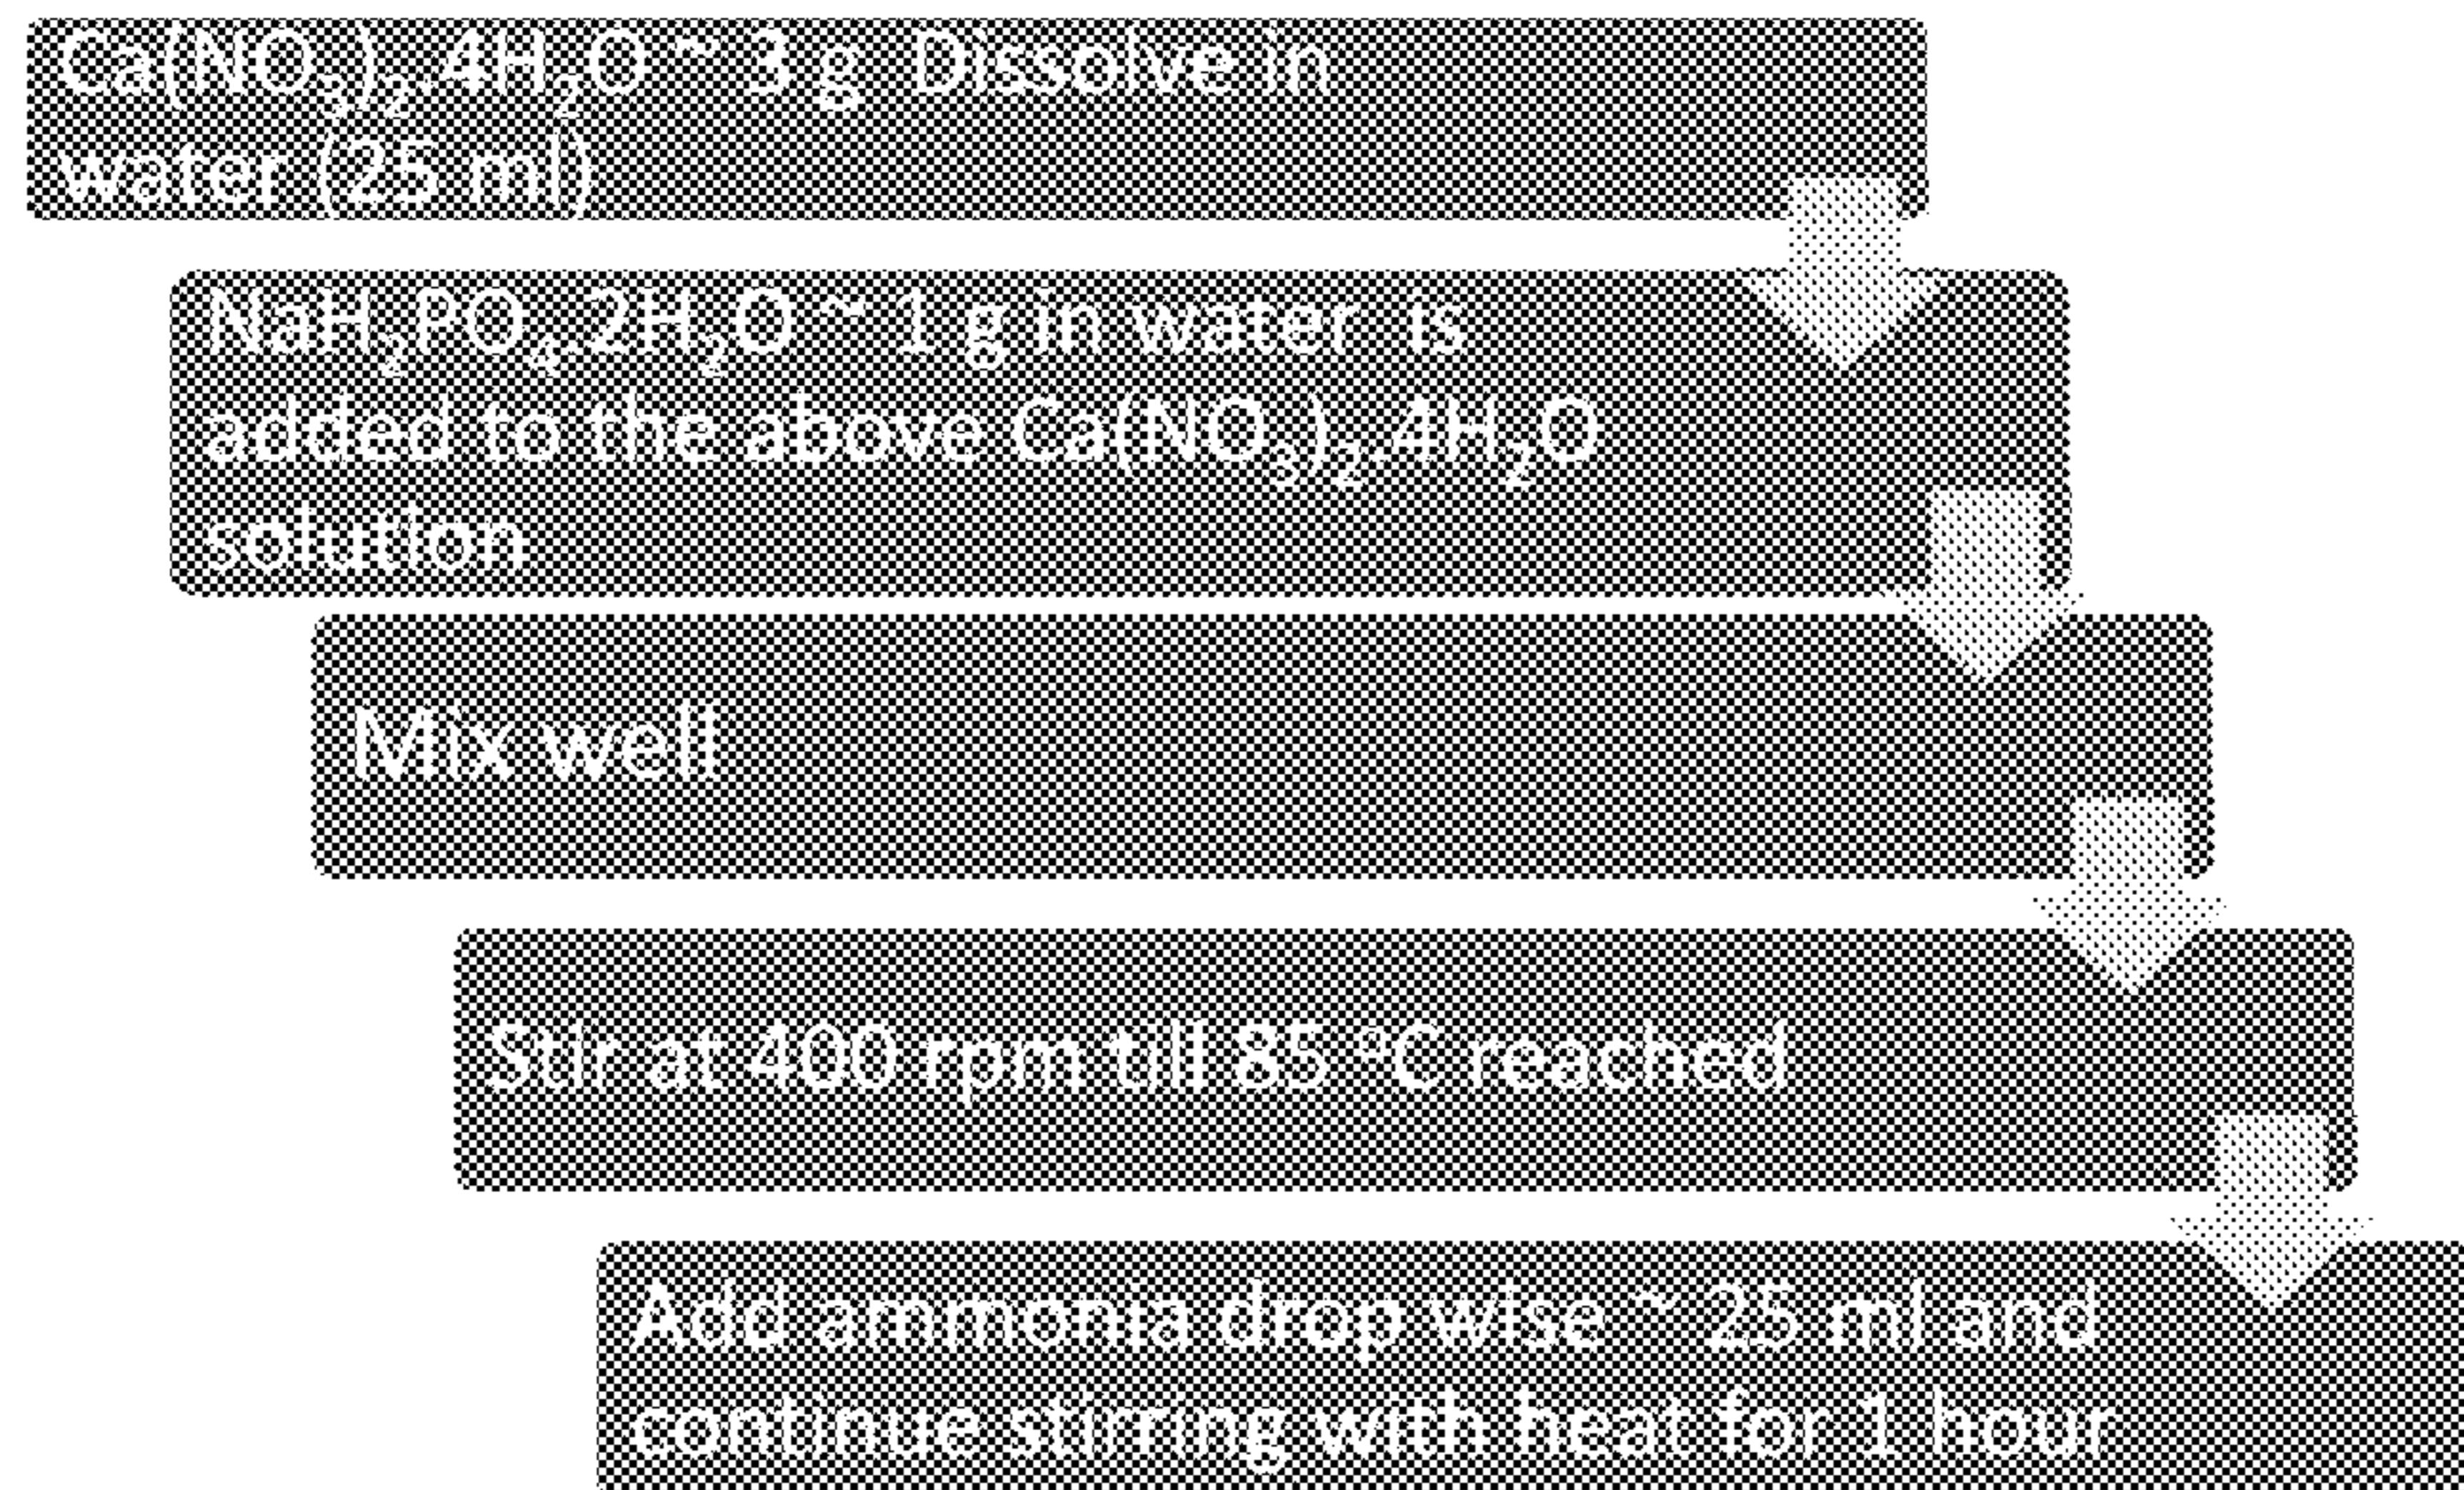 Ca(NO₃)₂.4H₂O ~ 3 g Dissolve in
water (25 ml)
NaH₂PO₄.2H₂O ~ 1 g in water is
added to the above Ca(NO₃)₂.4H₂O
solution
Mix well
Stir at 400 rpm till 85 °C reached
Add ammonia drop wise ~ 25 ml and
continue stirring with heat for 1 hour